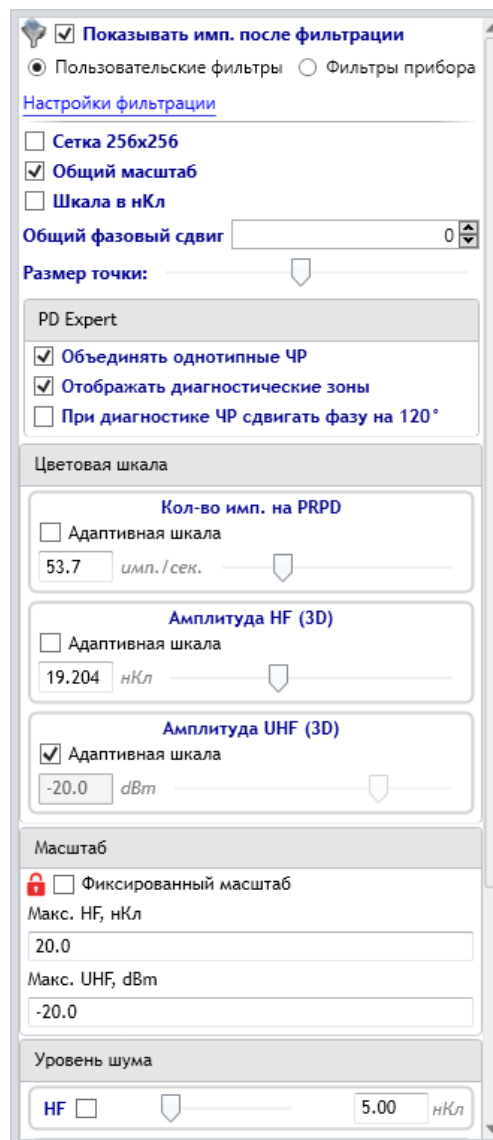 Показывать имп. после фильтрации
Пользовательские фильтры Фильтры прибора
Настройки фильтрации
Сетка 256x256
Общий масштаб
Шкала в нКл
Общий фазовый сдвиг 0
Размер точки:
PD Expert
Объединять однотипные ЧР
Отображать диагностические зоны
При диагностике ЧР сдвигать фазу на 120°
Цветовая шкала
Кол-во имп. на PRPD
Адаптивная шкала
53.7 имп./сек.
Амплитуда HF (3D)
Адаптивная шкала
19.204 нКл
Амплитуда UHF (3D)
Адаптивная шкала
-20.0 dBm
Масштаб
Фиксированный масштаб
Макс. HF, нКл
20.0
Макс. UHF, dBm
-20.0
Уровень шума
HF 5.00 нКл